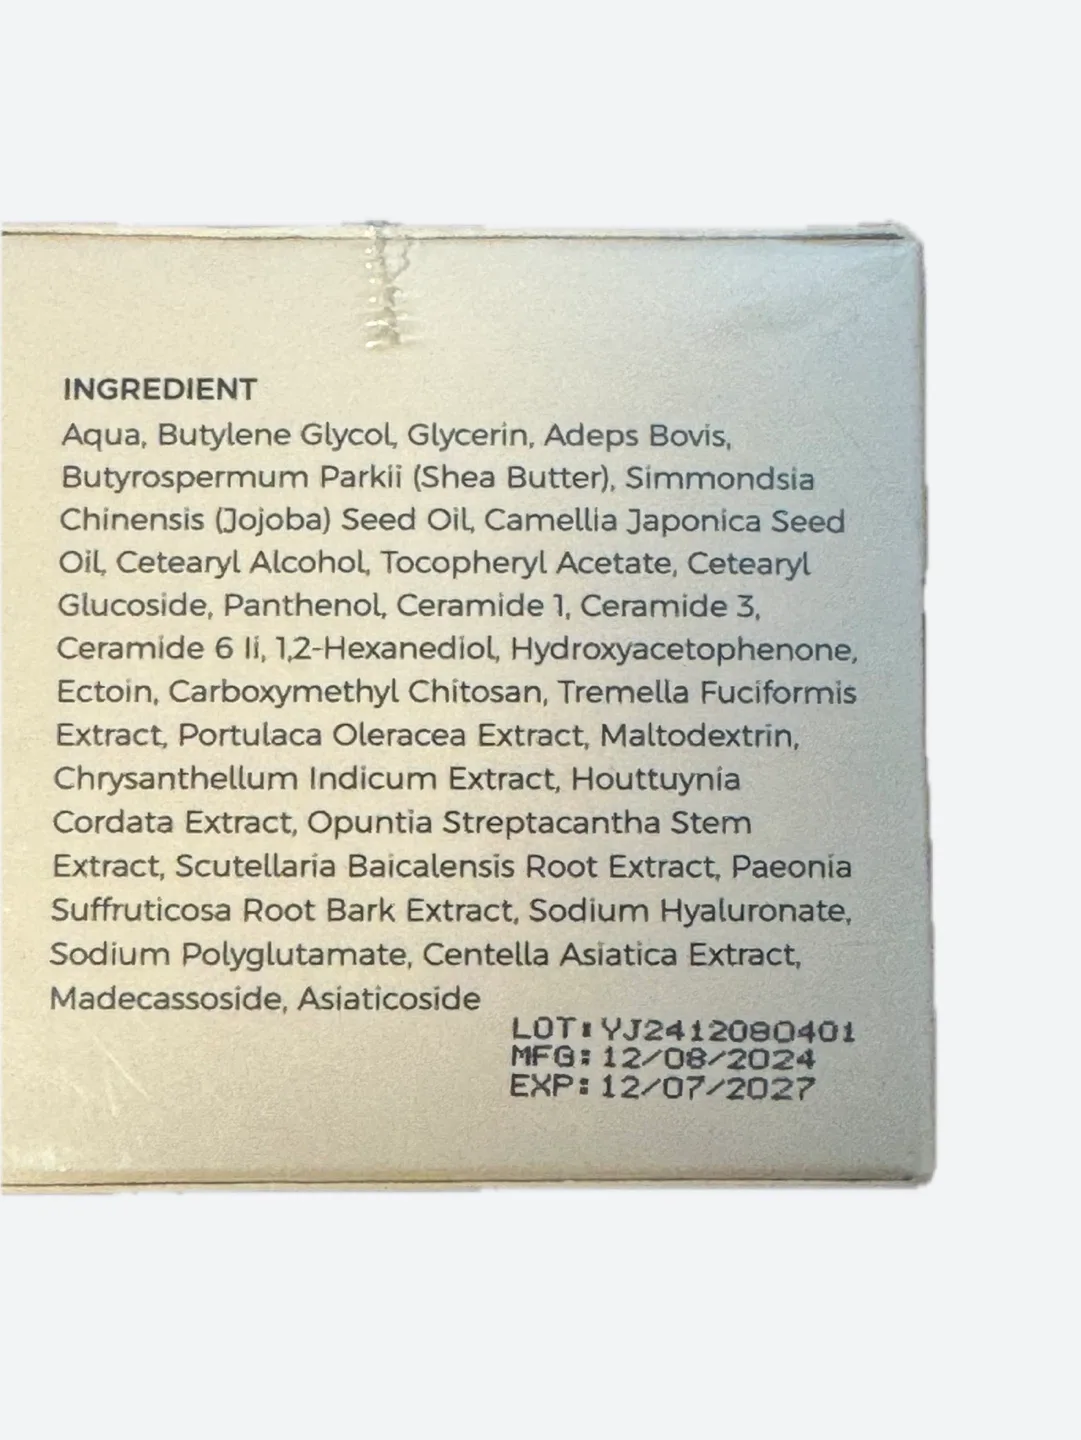 INGREDIENT
Aqua, Butylene Glycol, Glycerin, Adeps Bovis,
Butyrospermum Parkii (Shea Butter), Simmondsia
Chinensis (Jojoba) Seed Oil, Camellia Japonica Seed
Oil, Cetearyl Alcohol, Tocopheryl Acetate, Cetearyl
Glucoside, Panthenol, Ceramide 1, Ceramide 3,
Ceramide 6 Ii, 1,2-Hexanediol, Hydroxyacetophenone,
Ectoin, Carboxymethyl Chitosan, Tremella Fuciformis
Extract, Portulaca Oleracea Extract, Maltodextrin,
Chrysanthellum Indicum Extract, Houttuynia
Cordata Extract, Opuntia Streptacantha Stem
Extract, Scutellaria Baicalensis Root Extract, Paeonia
Suffruticosa Root Bark Extract, Sodium Hyaluronate,
Sodium Polyglutamate, Centella Asiatica Extract,
Madecassoside, Asiaticoside
LOT:YJ2412080401
MFG:12/08/2024
EXP:12/07/2027